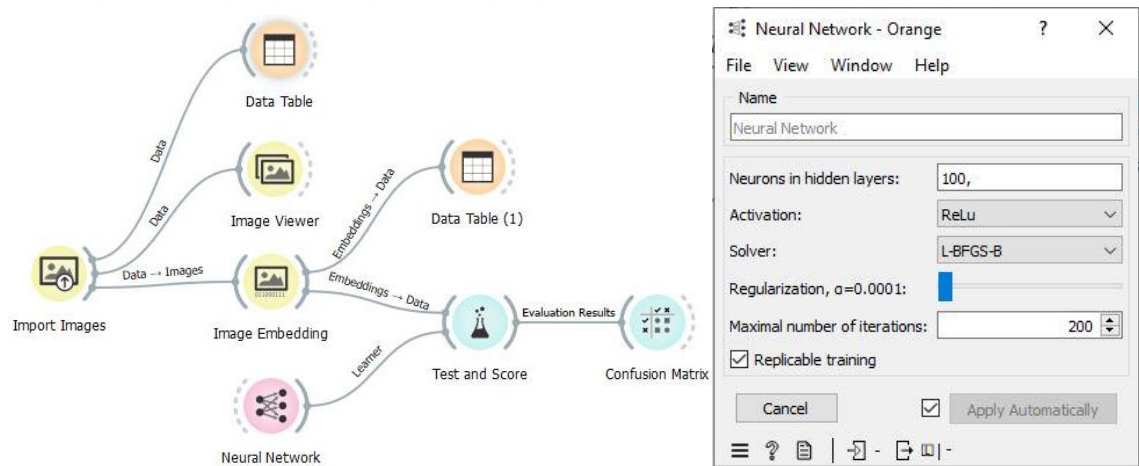 Data Table
Data
Image Viewer
Data
Data Table (1)
Embeddings → Data
Import Images
Data → Images
Image Embedding
Embeddings → Data
Learner
Neural Network
Test and Score
Evaluation Results
Confusion Matrix
Neural Network - Orange ? ×
File View Window Help
Name
Neural Network
Neurons in hidden layers: 100,
Activation: ReLu
Solver: L-BFGS-B
Regularization, α=0.0001:
Maximal number of iterations: 200
Replicable training
Cancel Apply Automatically